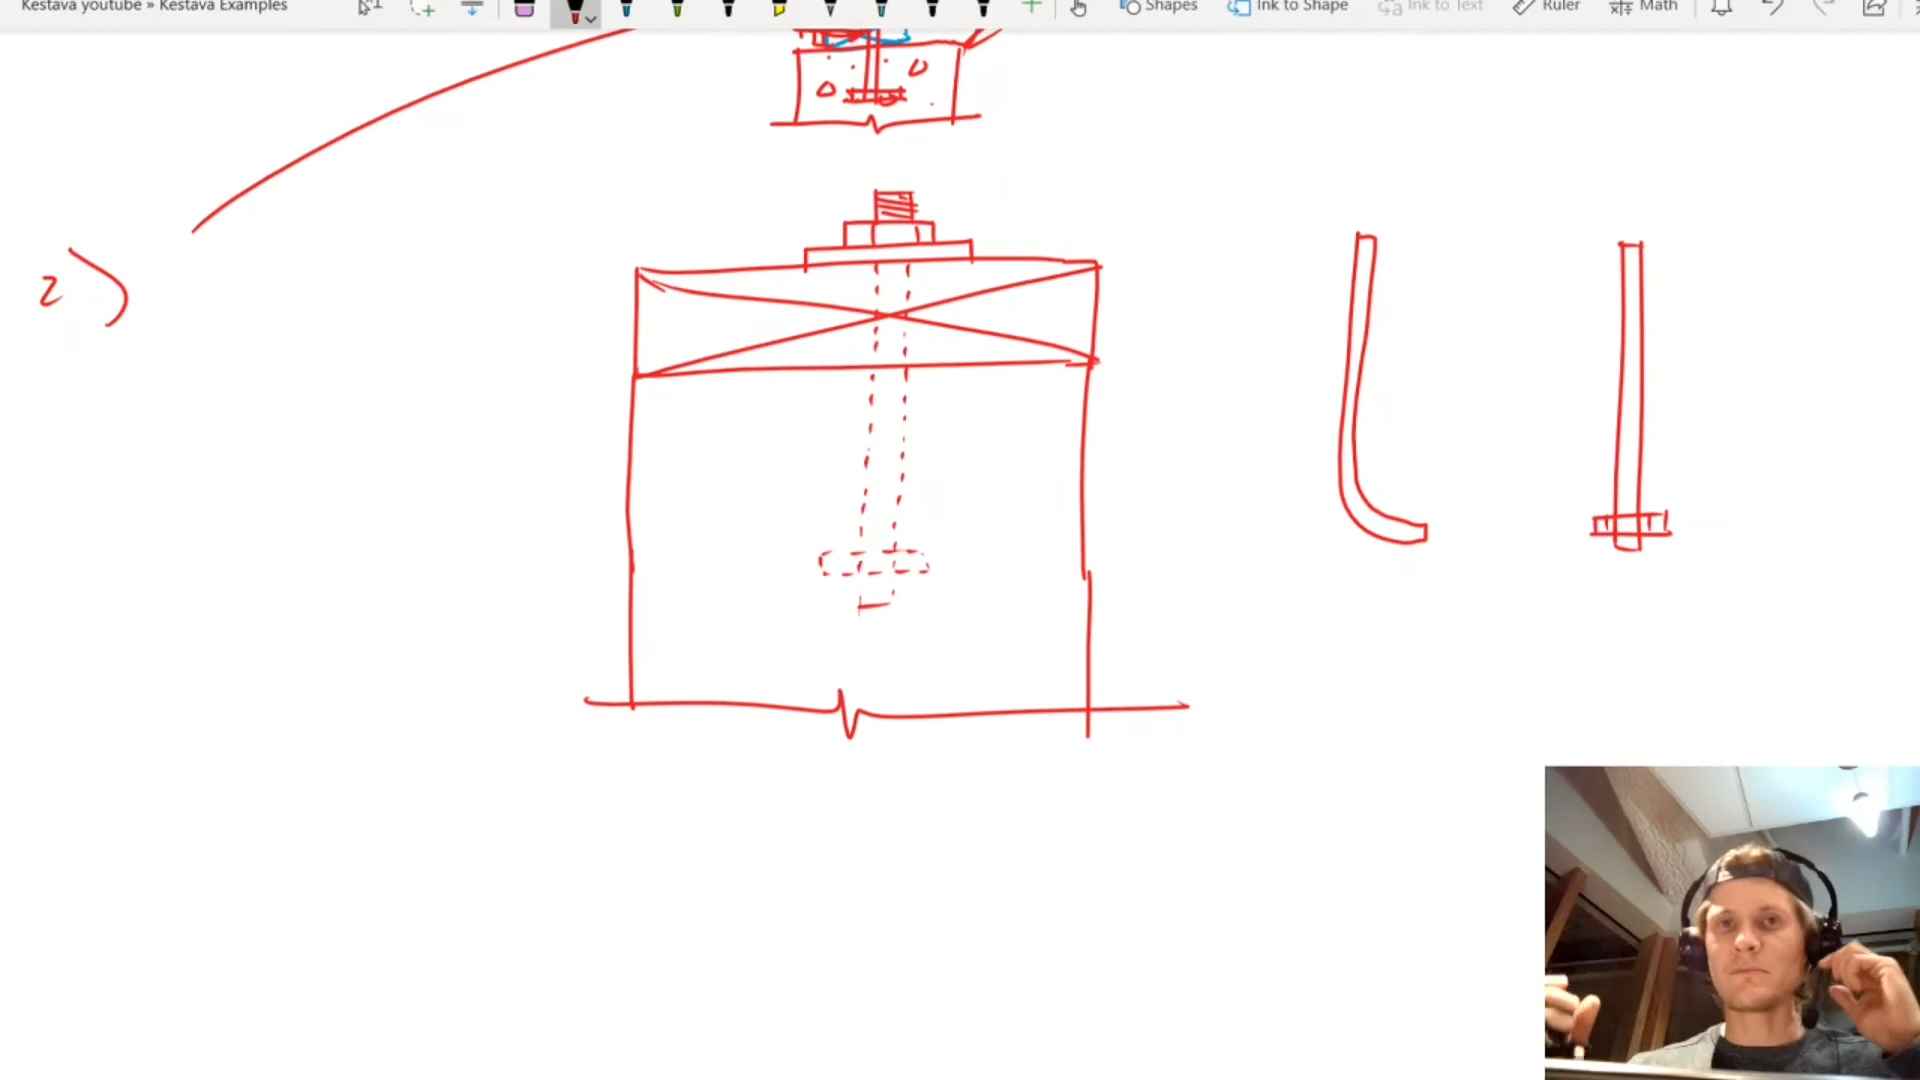 Kestava youtube » Kestava Examples
Shapes Ink to Shape Ink to Text Ruler Math
2)